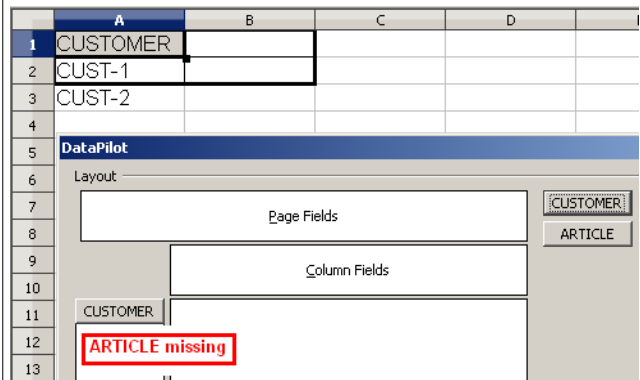 A B C D
1 CUSTOMER
2 CUST-1
3 CUST-2
4
5 DataPilot
6 Layout
7 Page Fields CUSTOMER
8 ARTICLE
9 Column Fields
10
11 CUSTOMER
12 ARTICLE missing
13